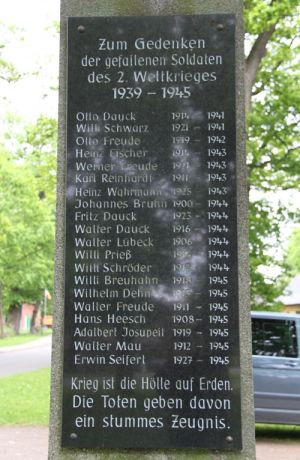 Zum Gedenken
der gefallenen Soldaten
des 2. Weltkrieges
1939 – 1945
Otto Dauck 1914 - 1941
Willi Schwarz 1921 - 1941
Otto Freude 1919 - 1942
Heinz Fischer 1914 - 1943
Werner Freude 1921 - 1943
Karl Reinhardt 1911 - 1943
Heinz Wahrmann 1925 - 1943
Johannes Bruhn 1900 - 1944
Fritz Dauck 1923 - 1944
Walter Dauck 1916 - 1944
Walter Lübeck 1906 - 1944
Willi Prieß - 1944
Willi Schröder - 1944
Willi Breuhahn - 1945
Wilhelm Dehn - 1945
Walter Freude 1911 - 1945
Hans Heesch 1908 - 1945
Adalbert Josupeit 1919 - 1945
Walter Mau 1912 - 1945
Erwin Seifert 1927 - 1945
Krieg ist die Hölle auf Erden.
Die Toten geben davon
ein stummes Zeugnis.